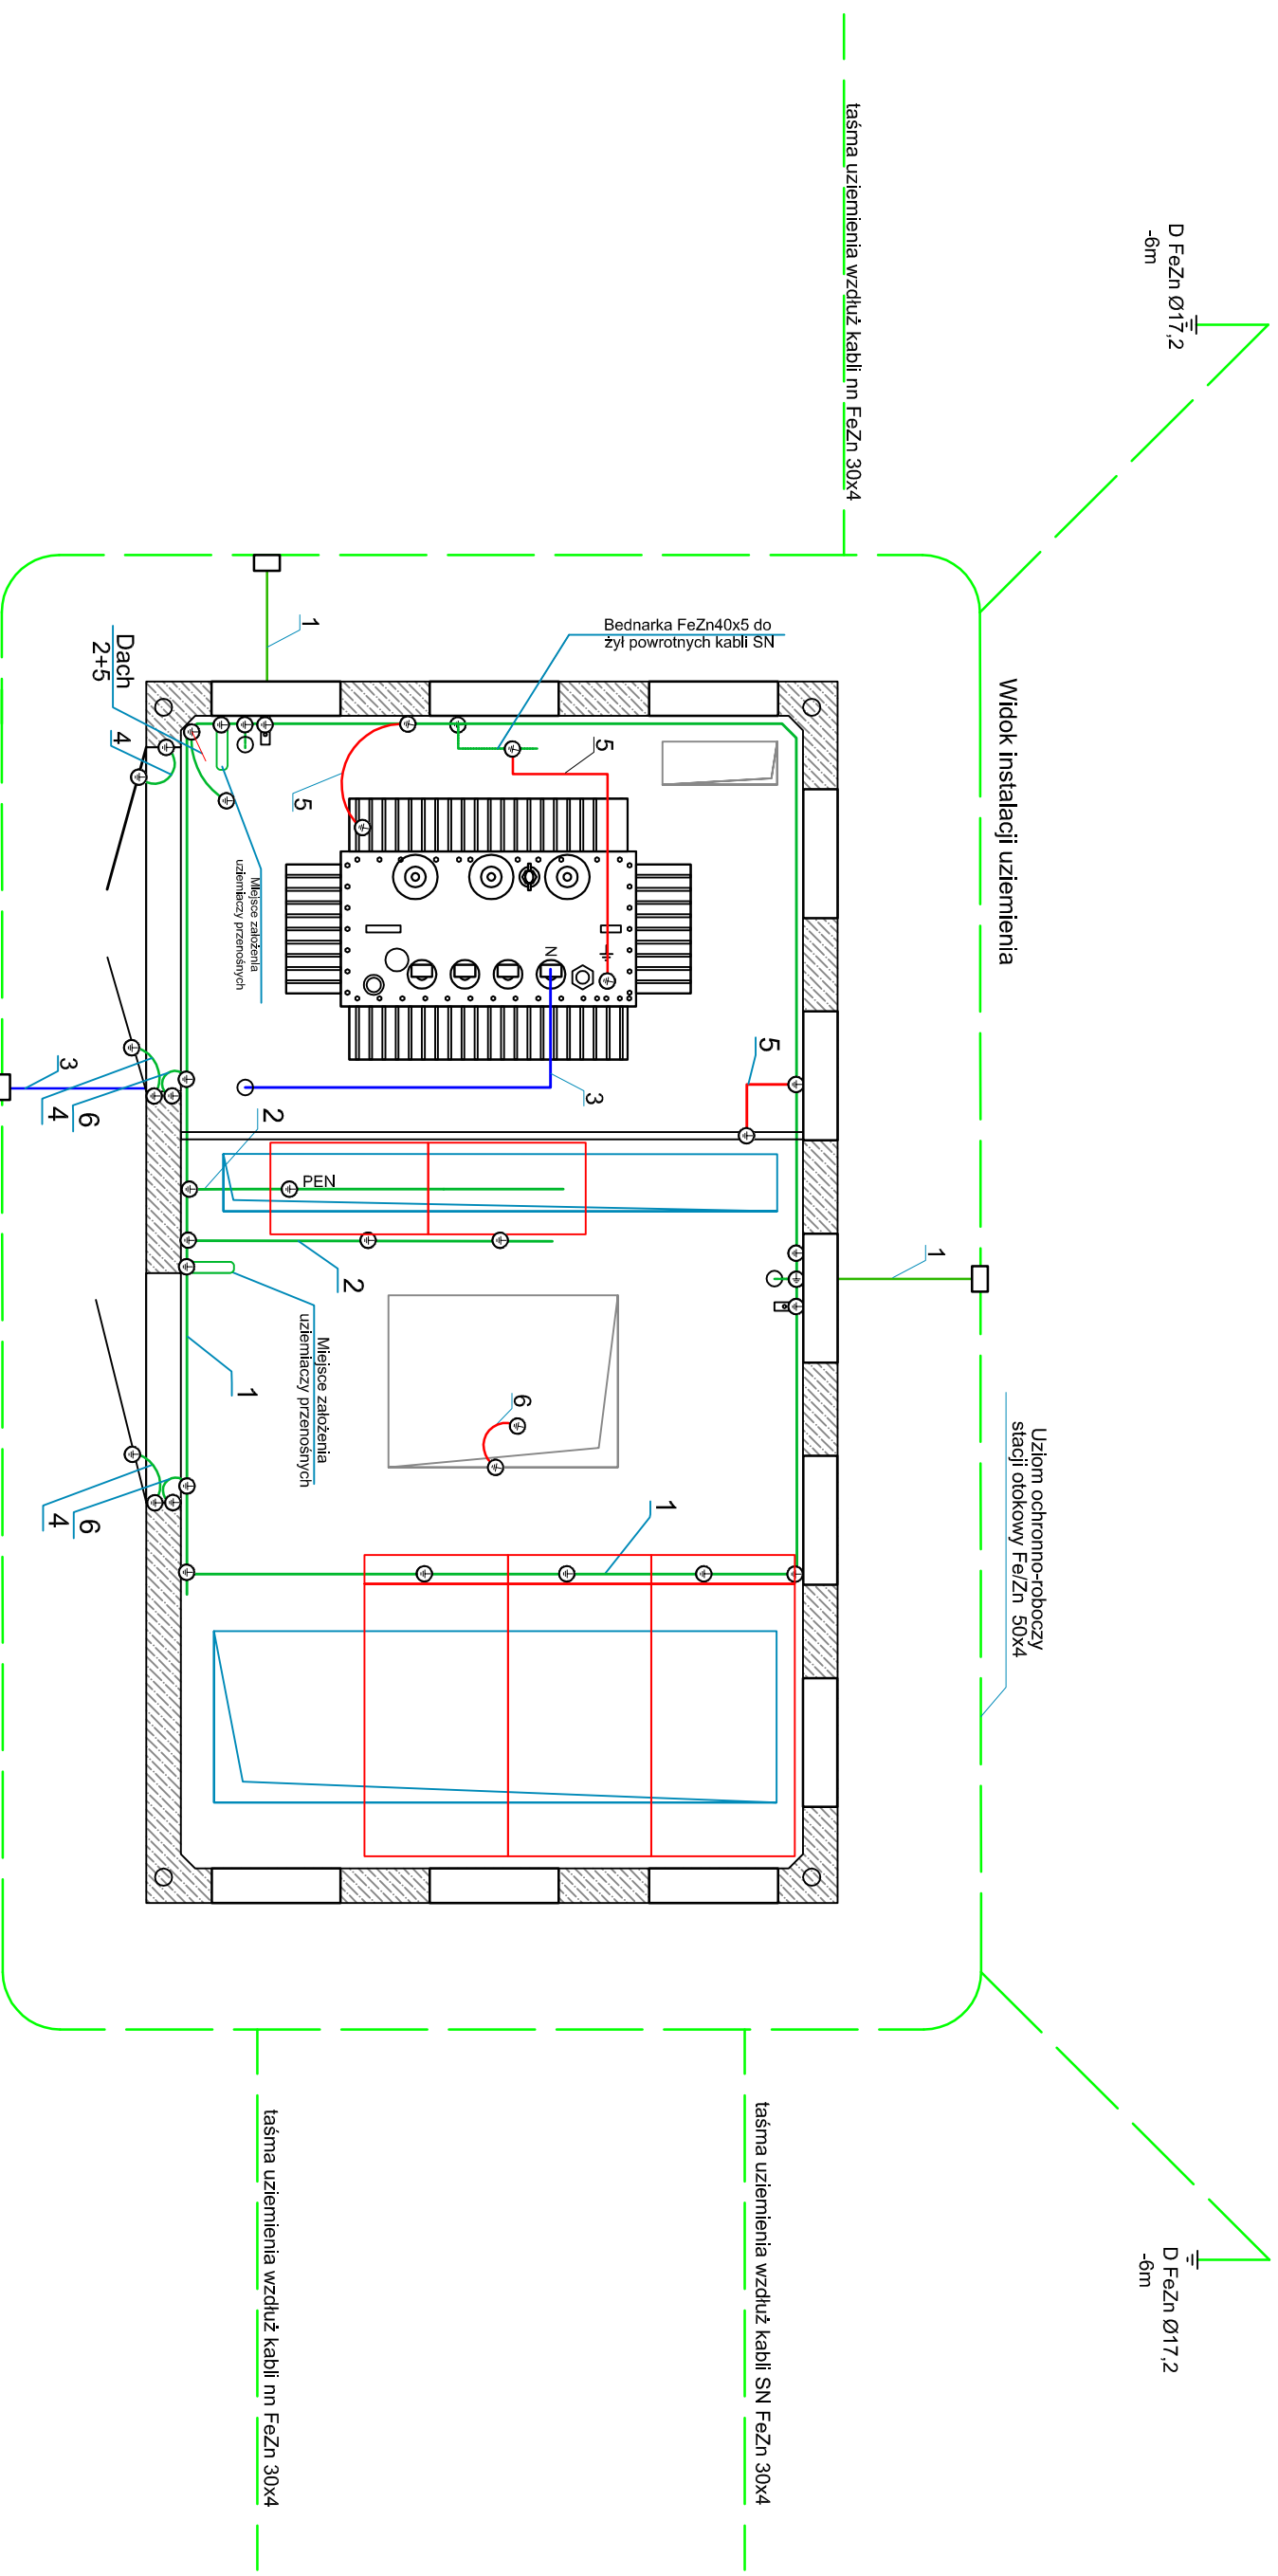 Widok instalacji uziemienia
D FeZn Ø17,2
-6m
taśma uziemienia wzdłuż kabli nn FeZn 30x4
Uziom ochronno-roboczy
stacji otokowy Fe/Zn 50x4
D FeZn Ø17,2
-6m
taśma uziemienia wzdłuż kabli SN FeZn 30x4
taśma uziemienia wzdłuż kabli nn FeZn 30x4
Bednarka FeZn40x5 do
żył powrotnych kabli SN
1
1
5
5
5
N
3
Miejsce założenia
uziemiaczy przenośnych
Dach
2+5
4
3
4
6
2
PEN
2
Miejsce założenia
uziemiaczy przenośnych
1
6
1
4
6